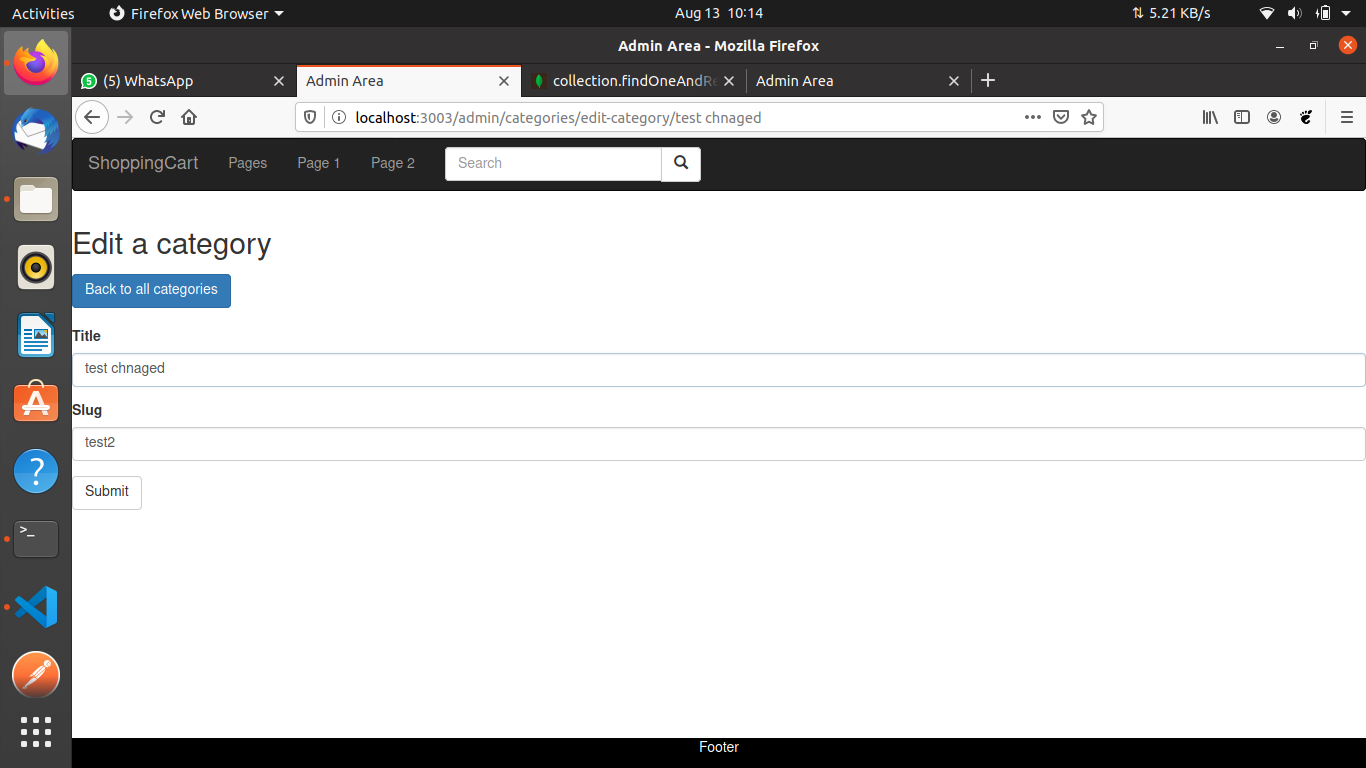 Activities Firefox Web Browser Aug 13 10:14 5.21 KB/s
Admin Area - Mozilla Firefox
5 (5) WhatsApp Admin Area collection.findOneAndRe Admin Area
localhost:3003/admin/categories/edit-category/test chnaged
ShoppingCart Pages Page 1 Page 2 Search
Edit a category
Back to all categories
Title
test chnaged
Slug
test2
Submit
Footer